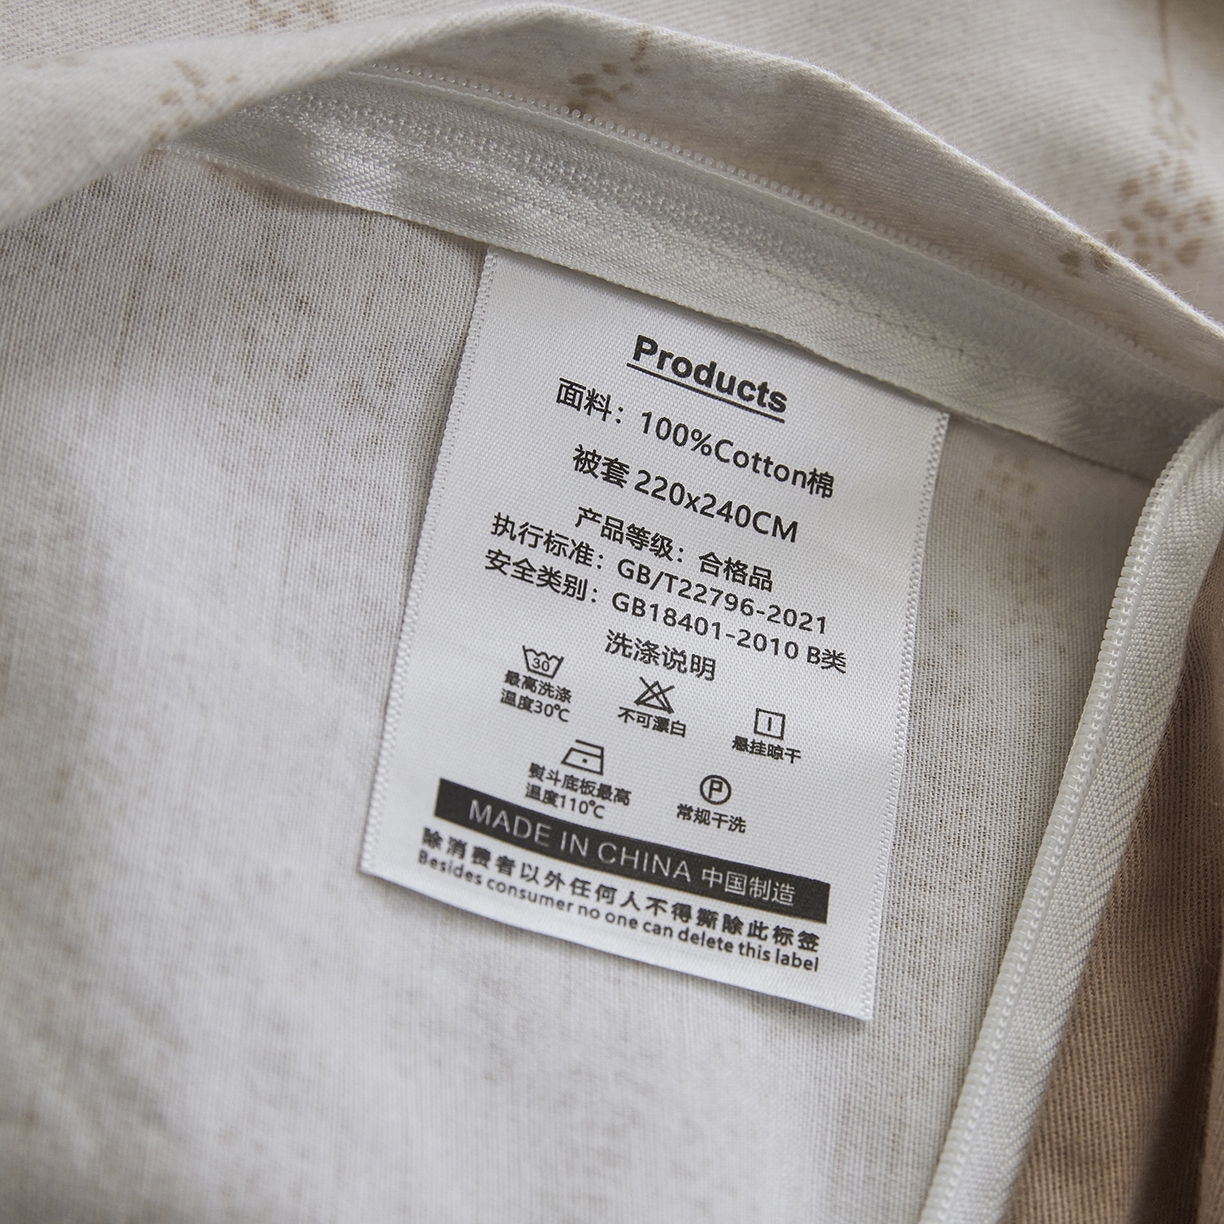 Products
面料：100%Cotton棉
被套 220x240CM
产品等级：合格品
执行标准：GB/T22796-2021
安全类别：GB18401-2010 B类
洗涤说明
30
最高洗涤
温度30℃
不可漂白
悬挂晾干
熨斗底板最高
温度110℃
P
常规干洗
MADE IN CHINA 中国制造
除消费者以外任何人不得撕除此标签
Besides consumer no one can delete this label